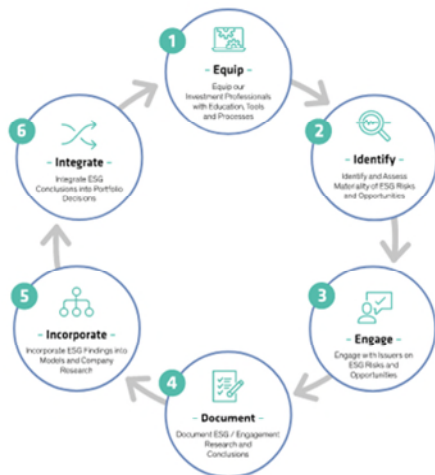 1
- Equip -
Equip our
Investment Professionals
with Education, Tools
and Processes
2
- Identify -
Identify and Assess
Materiality of ESG Risks
and Opportunities
3
- Engage -
Engage with Issuers on
ESG Risks and
Opportunities
4
- Document -
Document ESG / Engagement
Research and
Conclusions
5
- Incorporate -
Incorporate ESG Findings into
Models and Company
Research
6
- Integrate -
Integrate ESG
Conclusions into Portfolio
Decisions